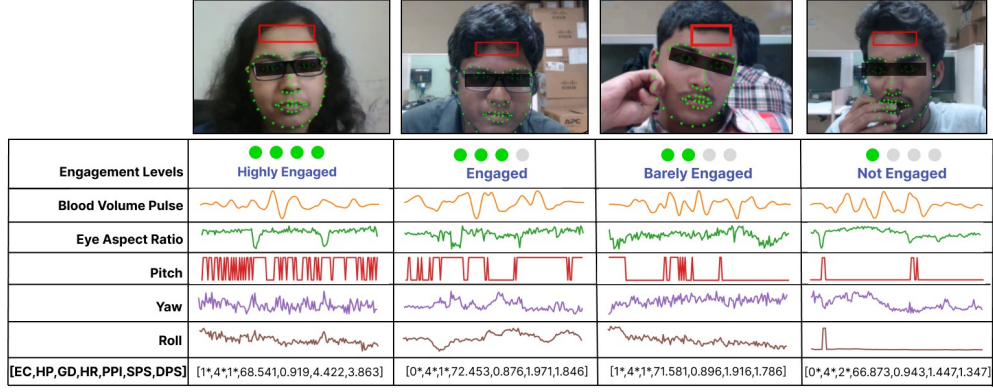 APC
Engagement Levels
Highly Engaged
Engaged
Barely Engaged
Not Engaged
Blood Volume Pulse
Eye Aspect Ratio
Pitch
Yaw
Roll
[EC,HP,GD,HR,PPI,SPS,DPS]
[1*,4*,1*,68.541,0.919,4.422,3.863]
[0*,4*,1*,72.453,0.876,1.971,1.846]
[1*,4*,1*,71.581,0.896,1.916,1.786]
[0*,4*,2*,66.873,0.943,1.447,1.347]